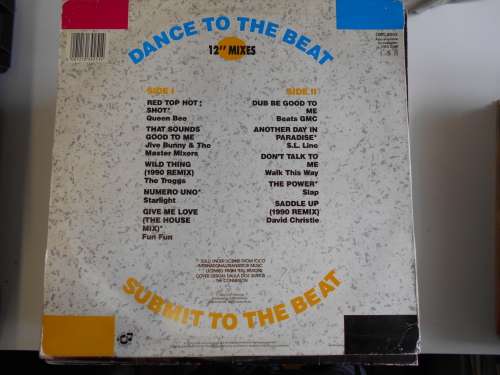 DANCE TO THE BEAT
12" MIXES
SIDE I
RED TOP HOT
SHOT*
Queen Bee
THAT SOUNDS
GOOD TO ME
Jive Bunny & The
Master Mixers
WILD THING
(1990 REMIX)
The Troggs
NUMERO UNO*
Starlight
GIVE ME LOVE
(THE HOUSE
MIX)*
Fun Fun
SIDE II
DUB BE GOOD TO
ME
Beats GMC
ANOTHER DAY IN
PARADISE*
S.L. Line
DON'T TALK TO
ME
Walk This Way
THE POWER*
Slap
SADDLE UP
(1990 REMIX)
David Christie
SUBMIT TO THE BEAT